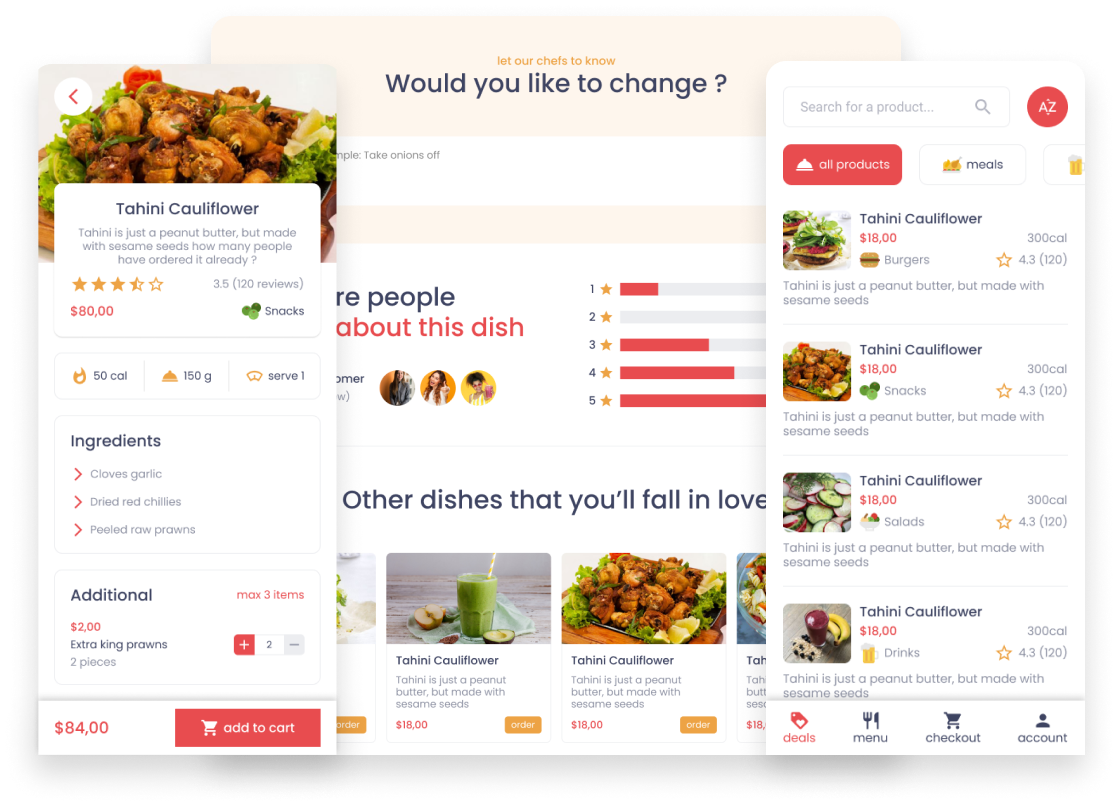 Tahini Cauliflower
Tahini is just a peanut butter, but made
with sesame seeds how many people
have ordered it already ?
3.5 (120 reviews)
$80,00
Snacks
50 cal
150 g
serve 1
Ingredients
Cloves garlic
Dried red chillies
Peeled raw prawns
Additional
max 3 items
$2,00
Extra king prawns
2 pieces
2
$84,00
add to cart
let our chefs to know
Would you like to change ?
mple: Take onions off
re people
about this dish
omer
w)
1
2
3
4
5
Other dishes that you’ll fall in love
order
Tahini Cauliflower
Tahini is just a peanut
butter, but made with
sesame seeds
$18,00
order
Tahini Cauliflower
Tahini is just a peanut
butter, but made with
sesame seeds
$18,00
order
Tahini
Tahini
butter,
sesam
$18,0
Search for a product...
AZ
all products
meals
Tahini Cauliflower
$18,00
300cal
Burgers
4.3 (120)
Tahini is just a peanut butter, but made with
sesame seeds
Tahini Cauliflower
$18,00
300cal
Snacks
4.3 (120)
Tahini is just a peanut butter, but made with
sesame seeds
Tahini Cauliflower
$18,00
300cal
Salads
4.3 (120)
Tahini is just a peanut butter, but made with
sesame seeds
Tahini Cauliflower
$18,00
300cal
Drinks
4.3 (120)
Tahini is just a peanut butter, but made with
sesame seeds
deals
menu
checkout
account